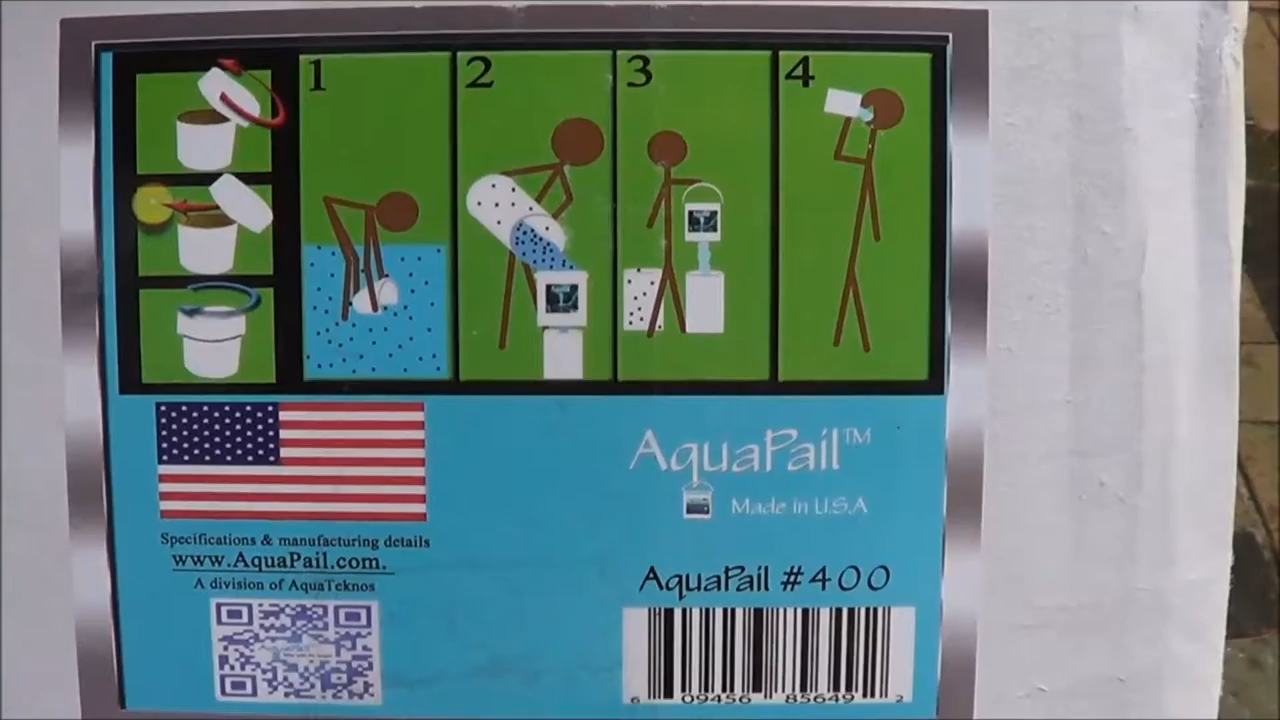 1
2
3
4
AquaPail™
Made in U.S.A
Specifications & manufacturing details
www.AquaPail.com.
A division of AquaTeknos
AquaPail #400
6 09456 85649 2